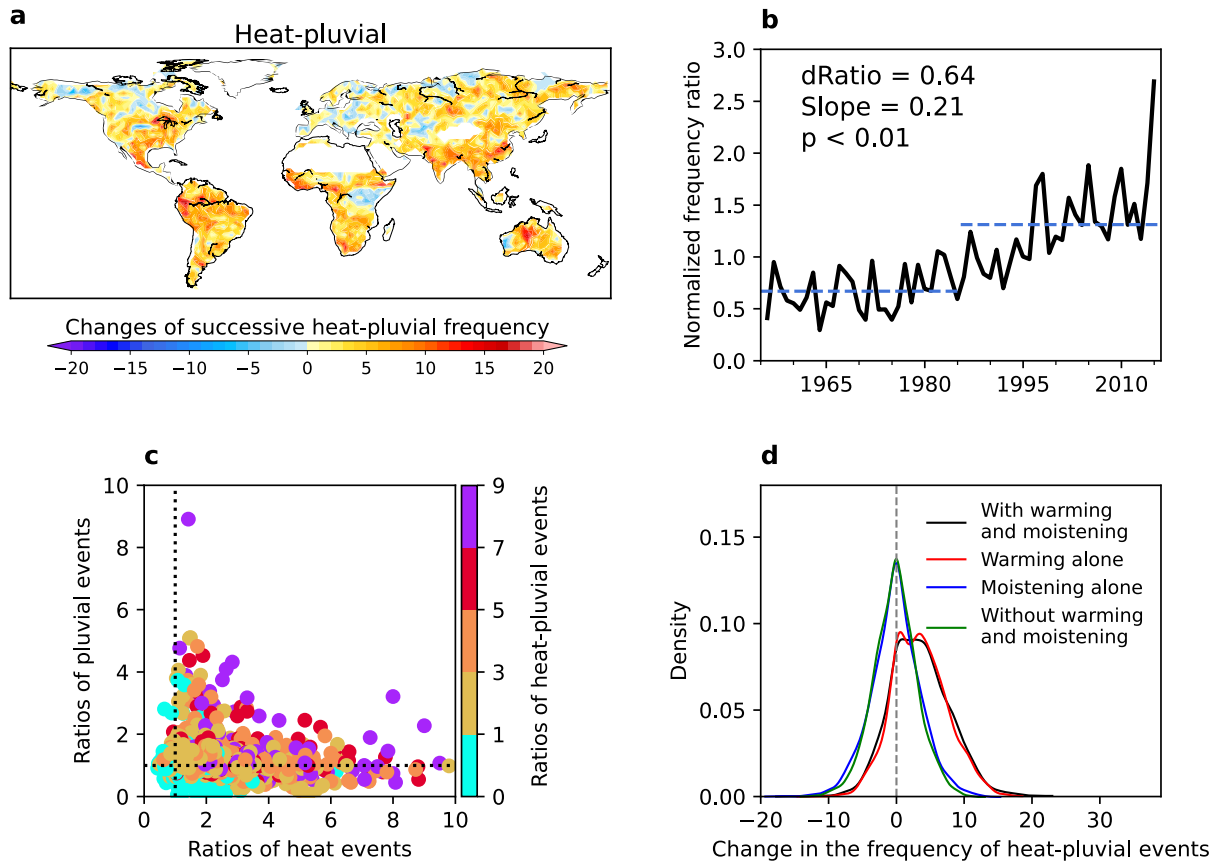 a
Heat-pluvial
Changes of successive heat-pluvial frequency
−20 −15 −10 −5 0 5 10 15 20
b
Normalized frequency ratio
3.0
2.5
2.0
1.5
1.0
0.5
0.0
dRatio = 0.64
Slope = 0.21
p < 0.01
1965 1980 1995 2010
c
Ratios of pluvial events
10
8
6
4
2
0
0 2 4 6 8 10
Ratios of heat events
9
7
5
3
1
0
Ratios of heat-pluvial events
d
Density
0.15
0.10
0.05
0.00
With warming
and moistening
Warming alone
Moistening alone
Without warming
and moistening
−20 −10 0 10 20 30
Change in the frequency of heat-pluvial events